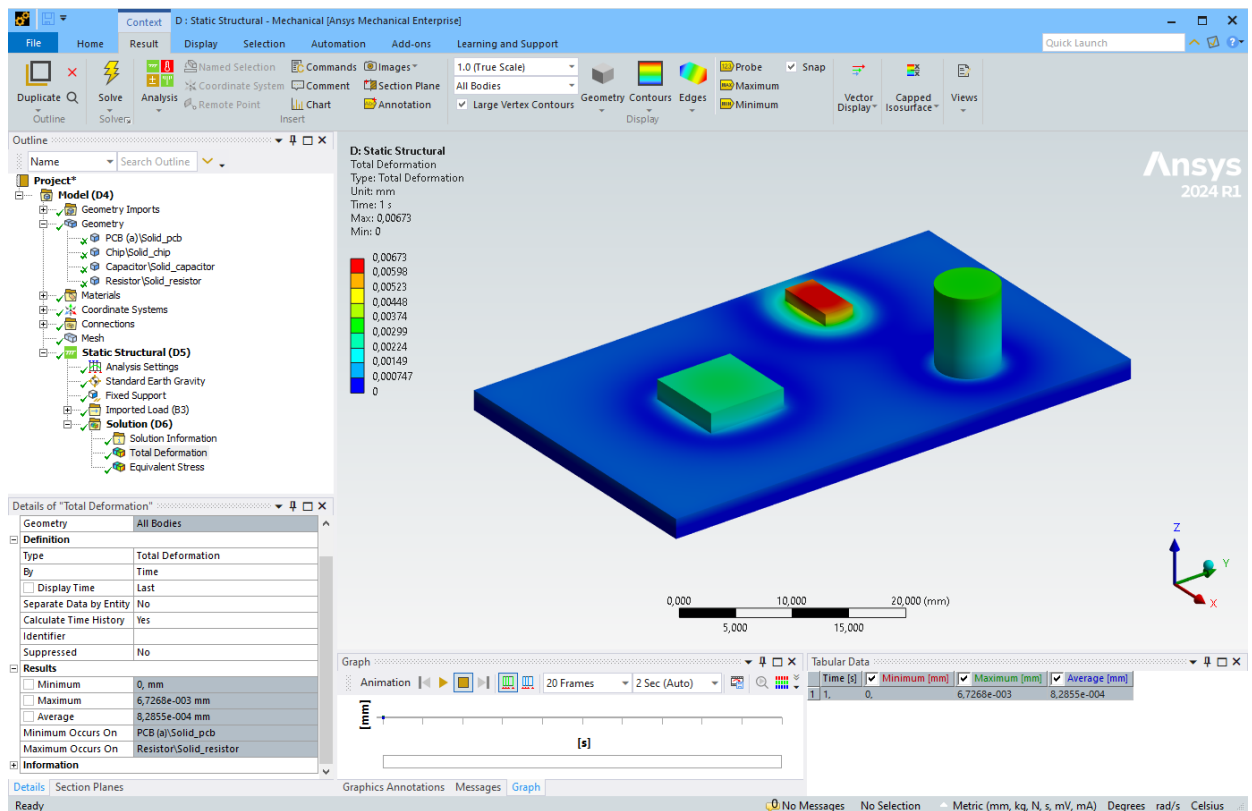 Context
D : Static Structural - Mechanical [Ansys Mechanical Enterprise]
File Home Result Display Selection Automation Add-ons Learning and Support
Quick Launch
Duplicate
Outline
Solve
Solver
Analysis
Named Selection
Coordinate System
Remote Point
Commands
Comment
Chart
Images
Section Plane
Annotation
Insert
1.0 (True Scale)
All Bodies
Large Vertex Contours
Geometry Contours Edges
Probe
Maximum
Minimum
Snap
Display
Vector Display
Capped Isosurface
Views
Outline
Name Search Outline
Project*
Model (D4)
Geometry Imports
Geometry
PCB (a)\Solid_pcb
Chip\Solid_chip
Capacitor\Solid_capacitor
Resistor\Solid_resistor
Materials
Coordinate Systems
Connections
Mesh
Static Structural (D5)
Analysis Settings
Standard Earth Gravity
Fixed Support
Imported Load (B3)
Solution (D6)
Solution Information
Total Deformation
Equivalent Stress
Details of "Total Deformation"
Geometry All Bodies
Definition
Type Total Deformation
By Time
Display Time Last
Separate Data by Entity No
Calculate Time History Yes
Identifier
Suppressed No
Results
Minimum 0, mm
Maximum 6,7268e-003 mm
Average 8,2855e-004 mm
Minimum Occurs On PCB (a)\Solid_pcb
Maximum Occurs On Resistor\Solid_resistor
Information
Details Section Planes
D: Static Structural
Total Deformation
Type: Total Deformation
Unit: mm
Time: 1 s
Max: 0,00673
Min: 0
0,00673
0,00598
0,00523
0,00448
0,00374
0,00299
0,00224
0,00149
0,000747
0
Ansys
2024 R1
Z
Y
X
0,000 10,000 20,000 (mm)
5,000 15,000
Graph
Animation 20 Frames 2 Sec (Auto)
[mm]
[s]
Graphics Annotations Messages Graph
Tabular Data
Time [s] Minimum [mm] Maximum [mm] Average [mm]
1 1, 0, 6,7268e-003 8,2855e-004
Ready
0 No Messages No Selection Metric (mm, kg, N, s, mV, mA) Degrees rad/s Celsius